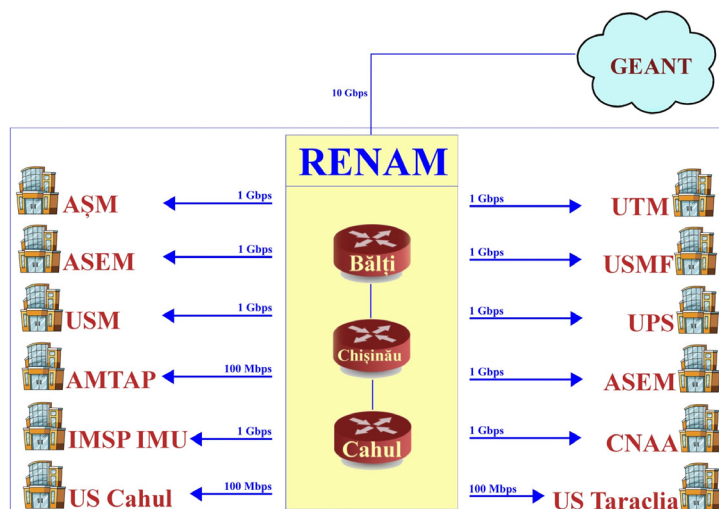 GEANT
10 Gbps
RENAM
AȘM
1 Gbps
1 Gbps
UTM
ASEM
1 Gbps
Bălți
1 Gbps
USMF
USM
1 Gbps
Chișinău
1 Gbps
UPS
AMTAP
100 Mbps
1 Gbps
ASEM
IMSP IMU
1 Gbps
Cahul
1 Gbps
CNAA
US Cahul
100 Mbps
100 Mbps
US Taraclia